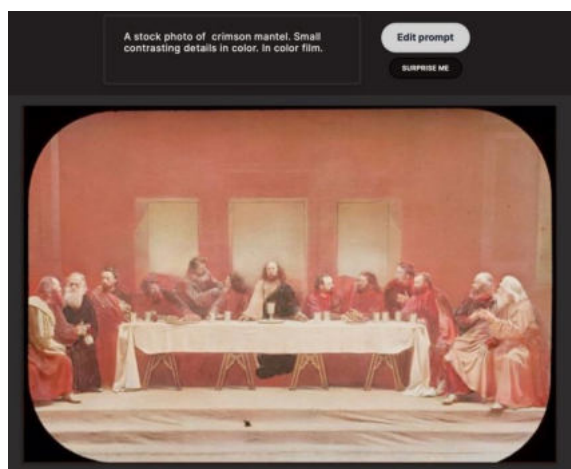 A stock photo of  crimson mantel. Small
contrasting details in color. In color film.
Edit prompt
SURPRISE ME